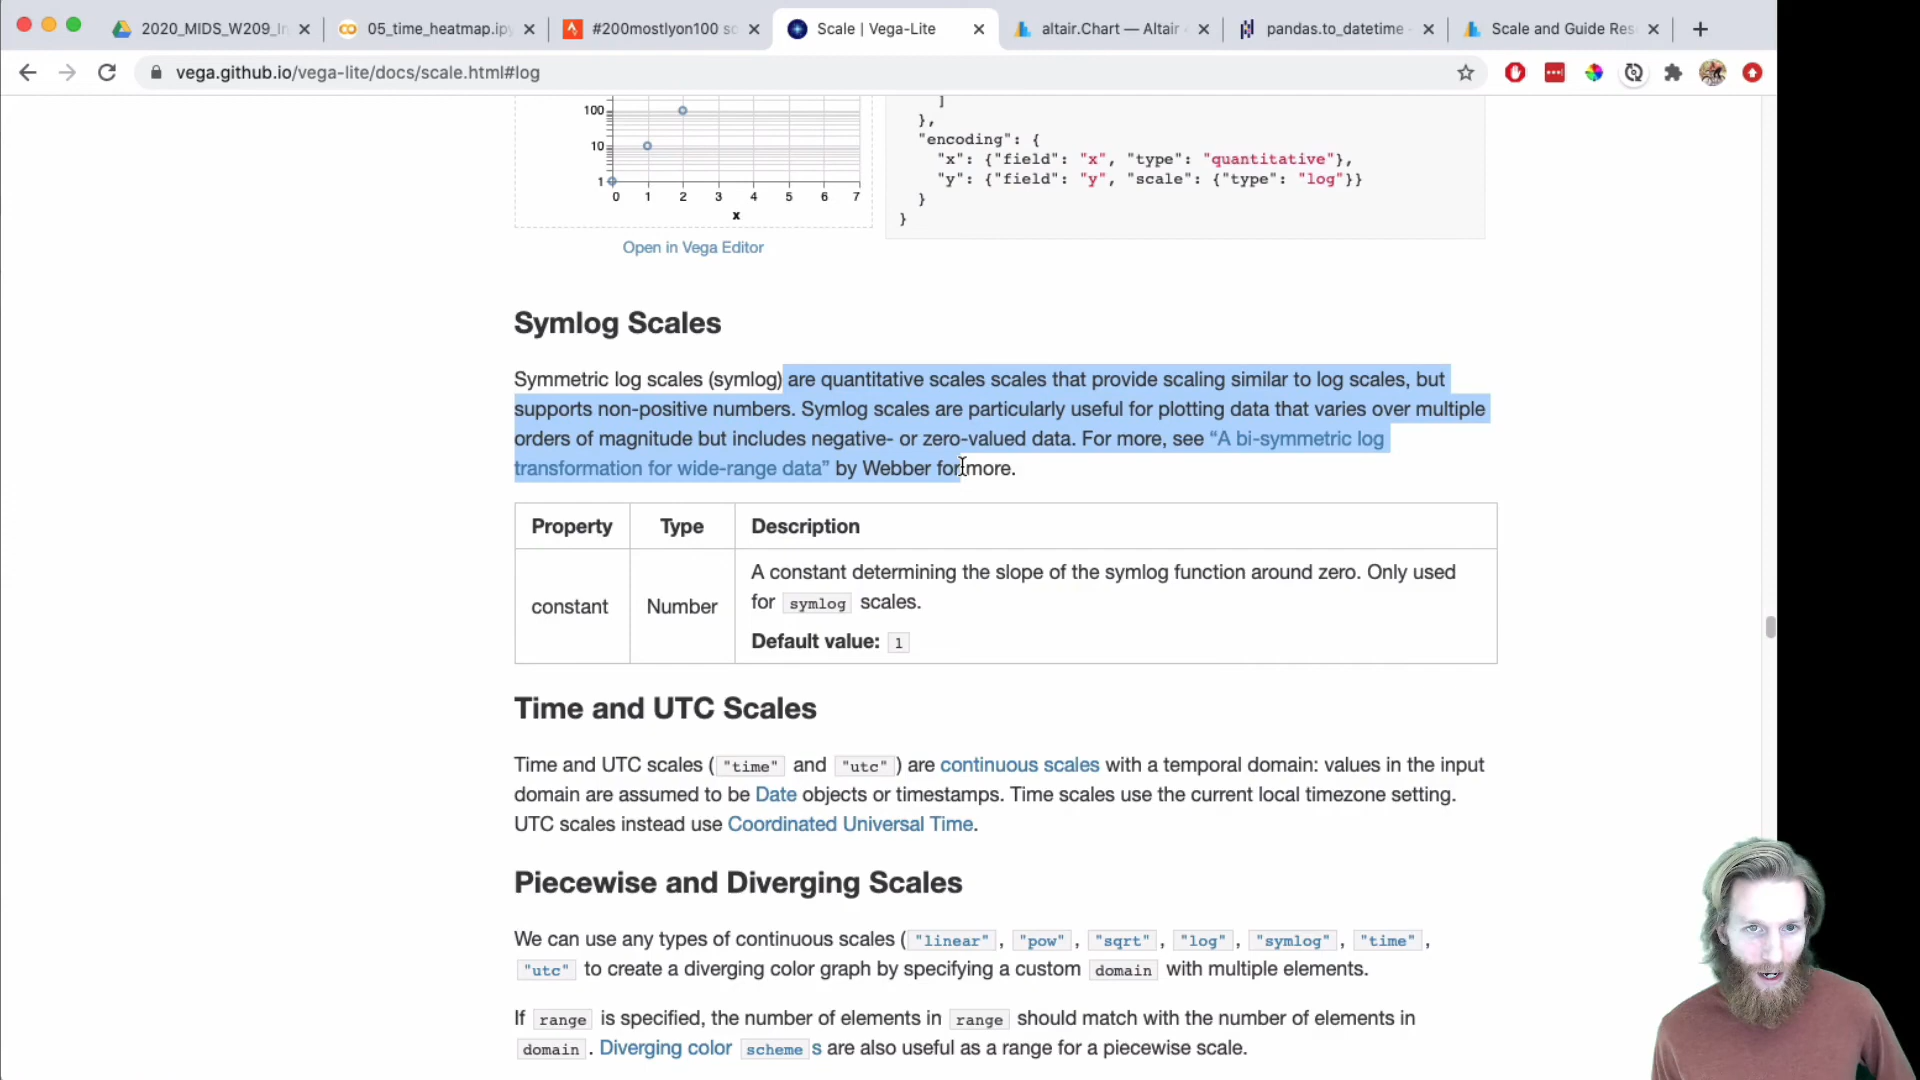 2020_MIDS_W209_In
05_time_heatmap.ipy
#200mostlyon100 sc
Scale | Vega-Lite
altair.Chart — Altair
pandas.to_datetime
Scale and Guide Res
vega.github.io/vega-lite/docs/scale.html#log
100
10
1
0 1 2 3 4 5 6 7
x
Open in Vega Editor
]
},
"encoding": {
"x": {"field": "x", "type": "quantitative"},
"y": {"field": "y", "scale": {"type": "log"}}
}
}
Symlog Scales
Symmetric log scales (symlog) are quantitative scales scales that provide scaling similar to log scales, but
supports non-positive numbers. Symlog scales are particularly useful for plotting data that varies over multiple
orders of magnitude but includes negative- or zero-valued data. For more, see “A bi-symmetric log
transformation for wide-range data” by Webber for more.
Property Type Description
constant Number A constant determining the slope of the symlog function around zero. Only used
for symlog scales.
Default value: 1
Time and UTC Scales
Time and UTC scales ("time" and "utc") are continuous scales with a temporal domain: values in the input
domain are assumed to be Date objects or timestamps. Time scales use the current local timezone setting.
UTC scales instead use Coordinated Universal Time.
Piecewise and Diverging Scales
We can use any types of continuous scales ("linear", "pow", "sqrt", "log", "symlog", "time",
"utc" to create a diverging color graph by specifying a custom domain with multiple elements.
If range is specified, the number of elements in range should match with the number of elements in
domain. Diverging color schemes are also useful as a range for a piecewise scale.